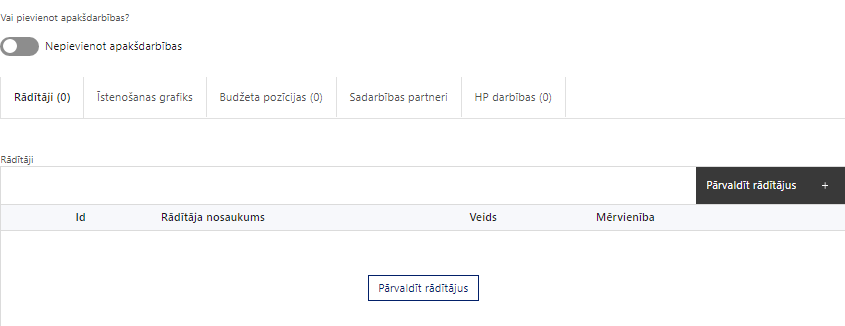 Vai pievienot apakšdarbības?
Nepievienot apakšdarbības
Rādītāji (0) Īstenošanas grafiks Budžeta pozīcijas (0) Sadarbības partneri HP darbības (0)
Rādītāji
Pārvaldīt rādītājus +
Id Rādītāja nosaukums Veids Mērvienība
Pārvaldīt rādītājus